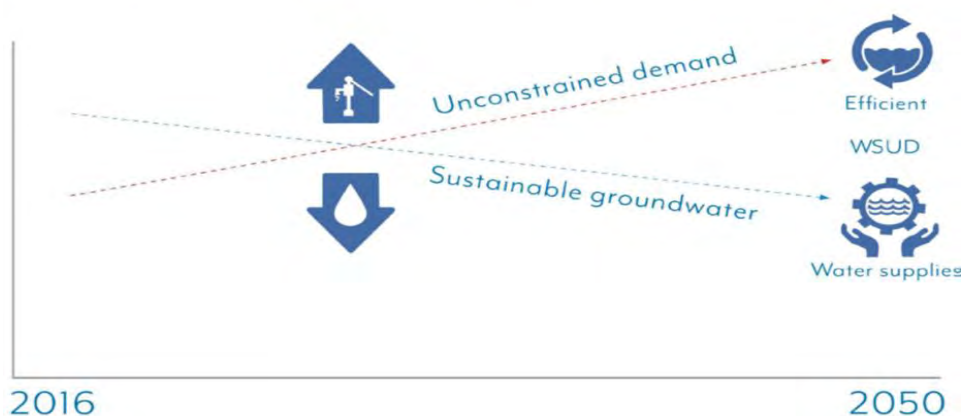 Unconstrained demand
Efficient
WSUD
Sustainable groundwater
Water supplies
2016
2050